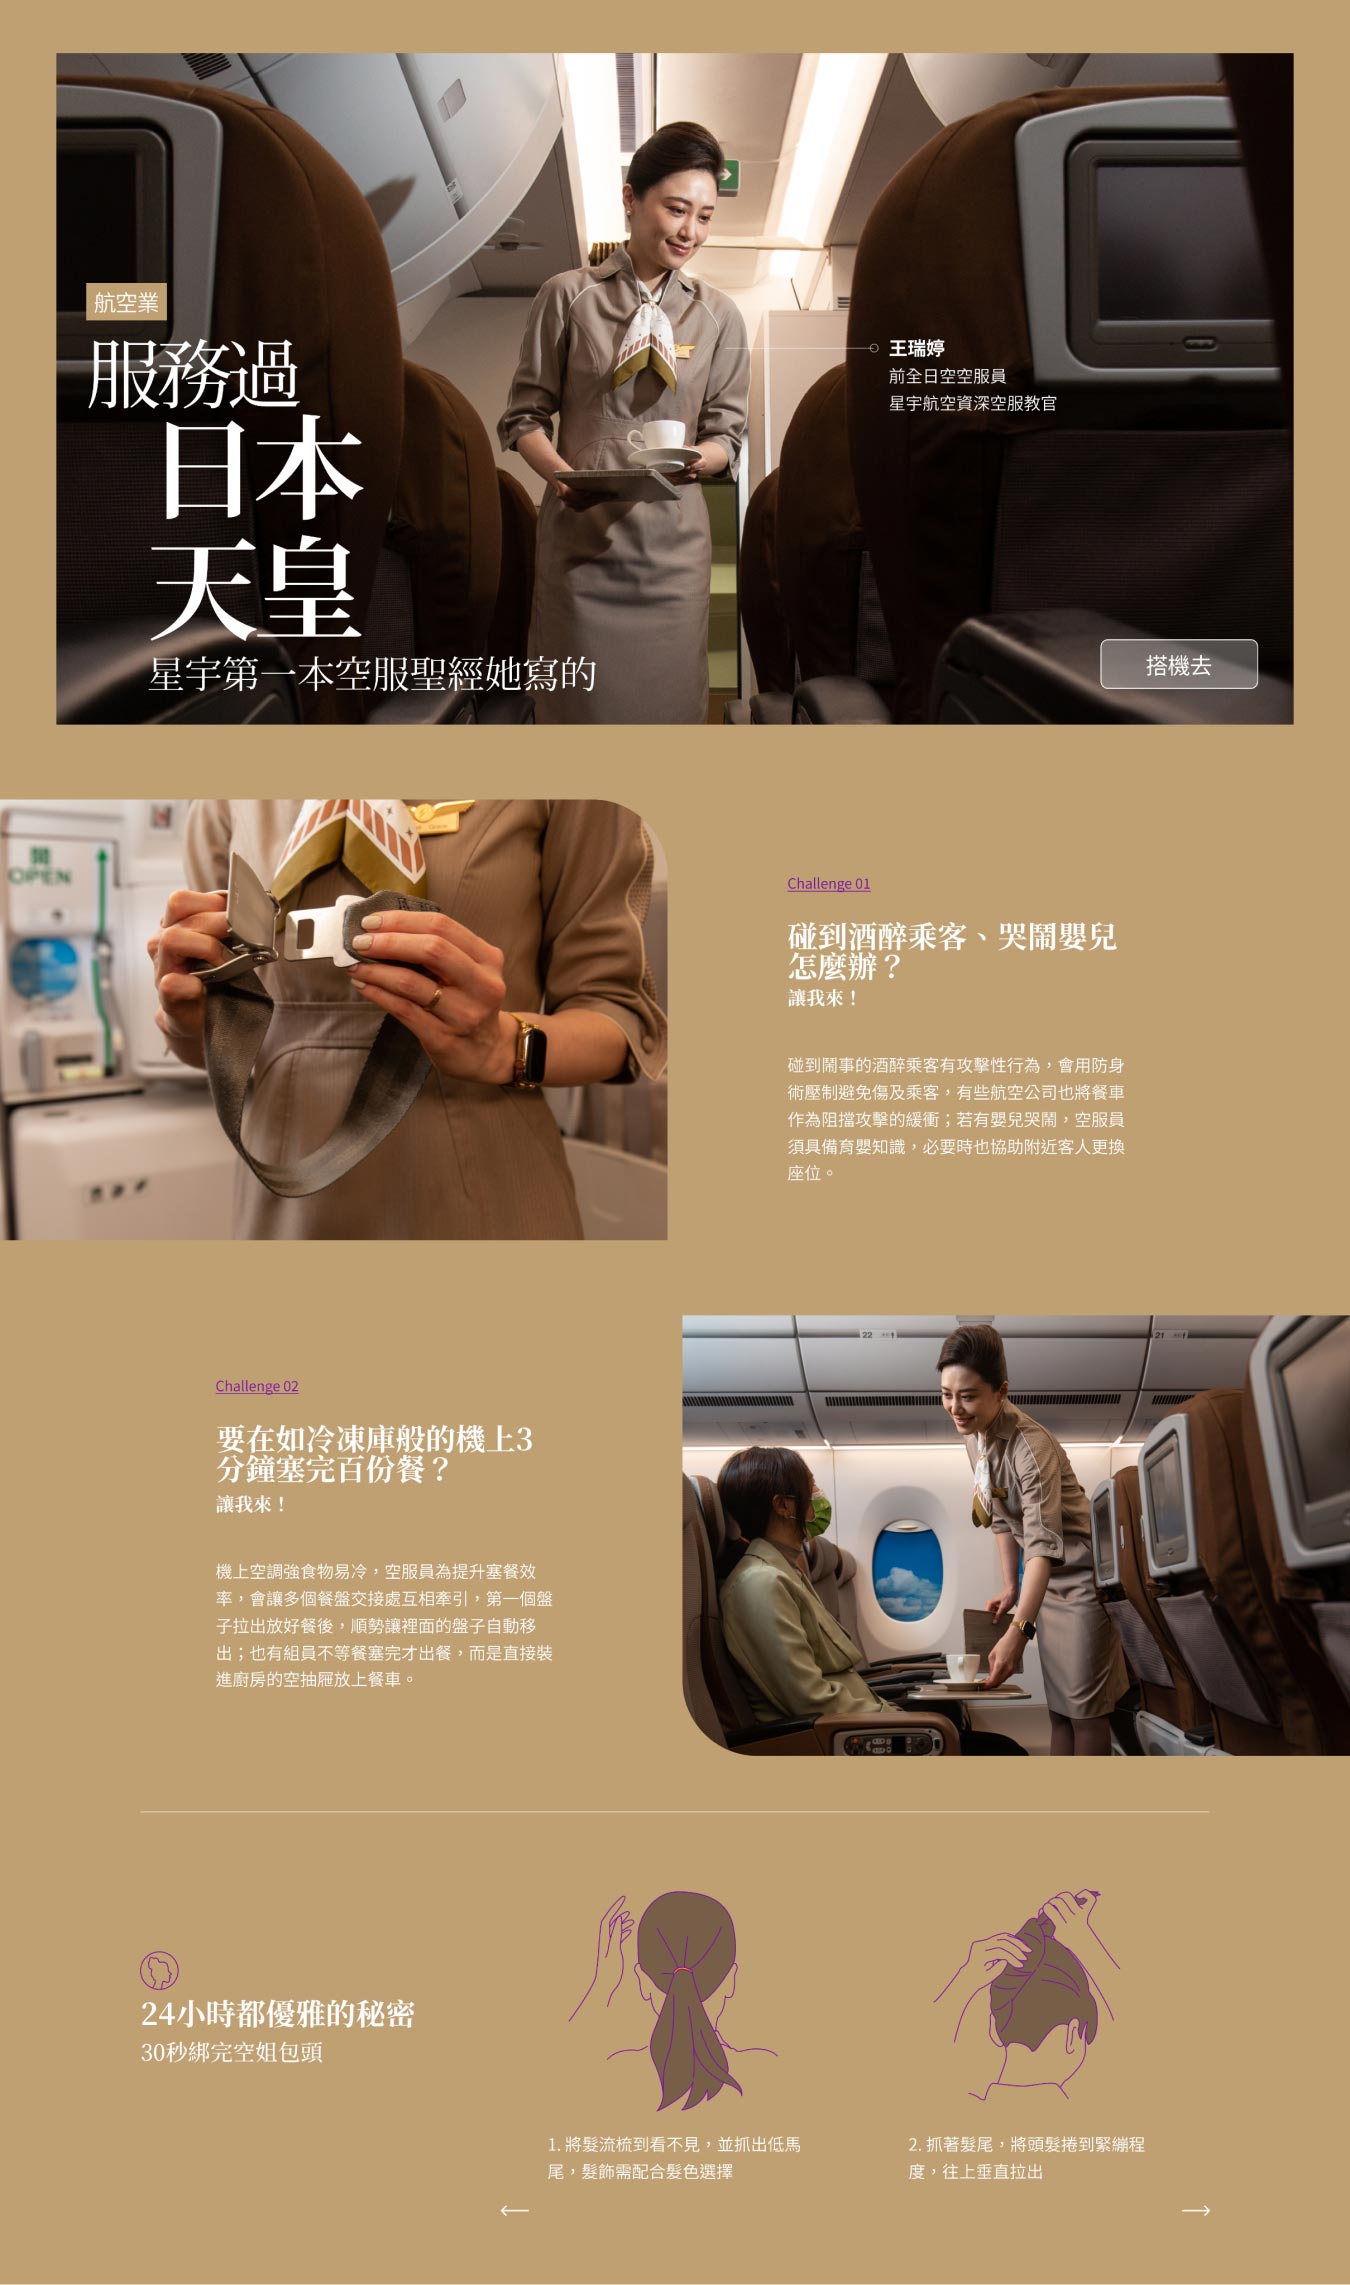 航空業
服務過
日本
天皇
星宇第一本空服聖經她寫的
王瑞婷
前全日空空服員
星宇航空資深空服教官
搭機去
開
OPEN
Challenge 01
碰到酒醉乘客、哭鬧嬰兒
怎麼辦？
讓我來！
碰到鬧事的酒醉乘客有攻擊性行為，會用防身
術壓制避免傷及乘客，有些航空公司也將餐車
作為阻擋攻擊的緩衝；若有嬰兒哭鬧，空服員
須具備育嬰知識，必要時也協助附近客人更換
座位。
Challenge 02
要在如冷凍庫般的機上3
分鐘塞完百份餐？
讓我來！
機上空調強食物易冷，空服員為提升塞餐效
率，會讓多個餐盤交接處互相牽引，第一個盤
子拉出放好餐後，順勢讓裡面的盤子自動移
出；也有組員不等餐塞完才出餐，而是直接裝
進廚房的空抽屜放上餐車。
22
21
24小時都優雅的秘密
30秒綁完空姐包頭
1. 將髮流梳到看不見，並抓出低馬
尾，髮飾需配合髮色選擇
2. 抓著髮尾，將頭髮捲到緊繃程
度，往上垂直拉出